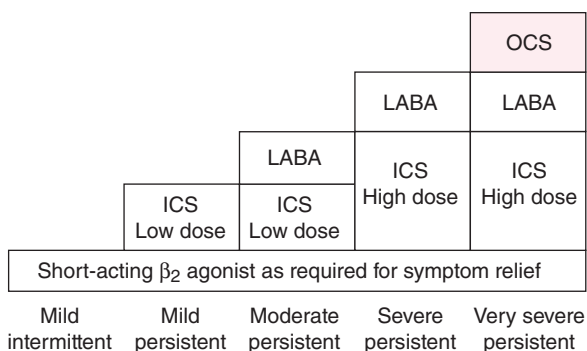 OCS
LABA
LABA
LABA
ICS
High dose
ICS
High dose
ICS
Low dose
ICS
Low dose
Short-acting β₂ agonist as required for symptom relief
Mild
intermittent
Mild
persistent
Moderate
persistent
Severe
persistent
Very severe
persistent